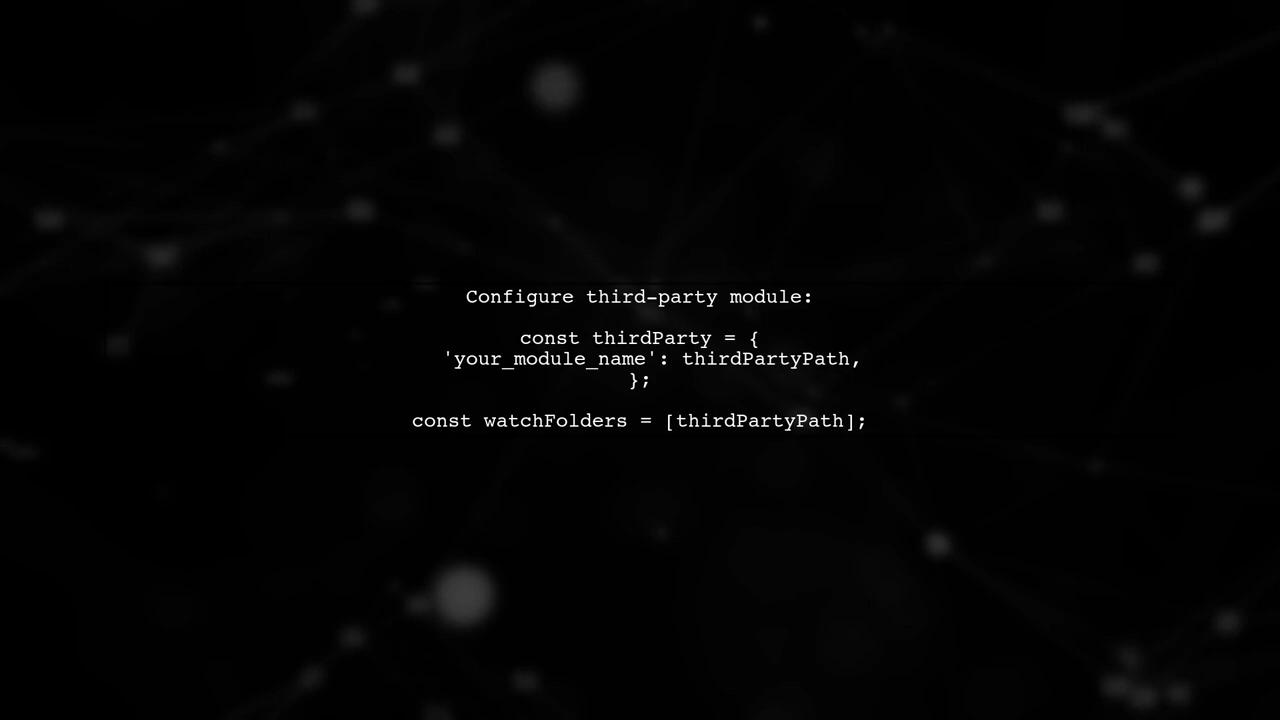 Configure third-party module:
const thirdParty = {
'your_module_name': thirdPartyPath,
};
const watchFolders = [thirdPartyPath];